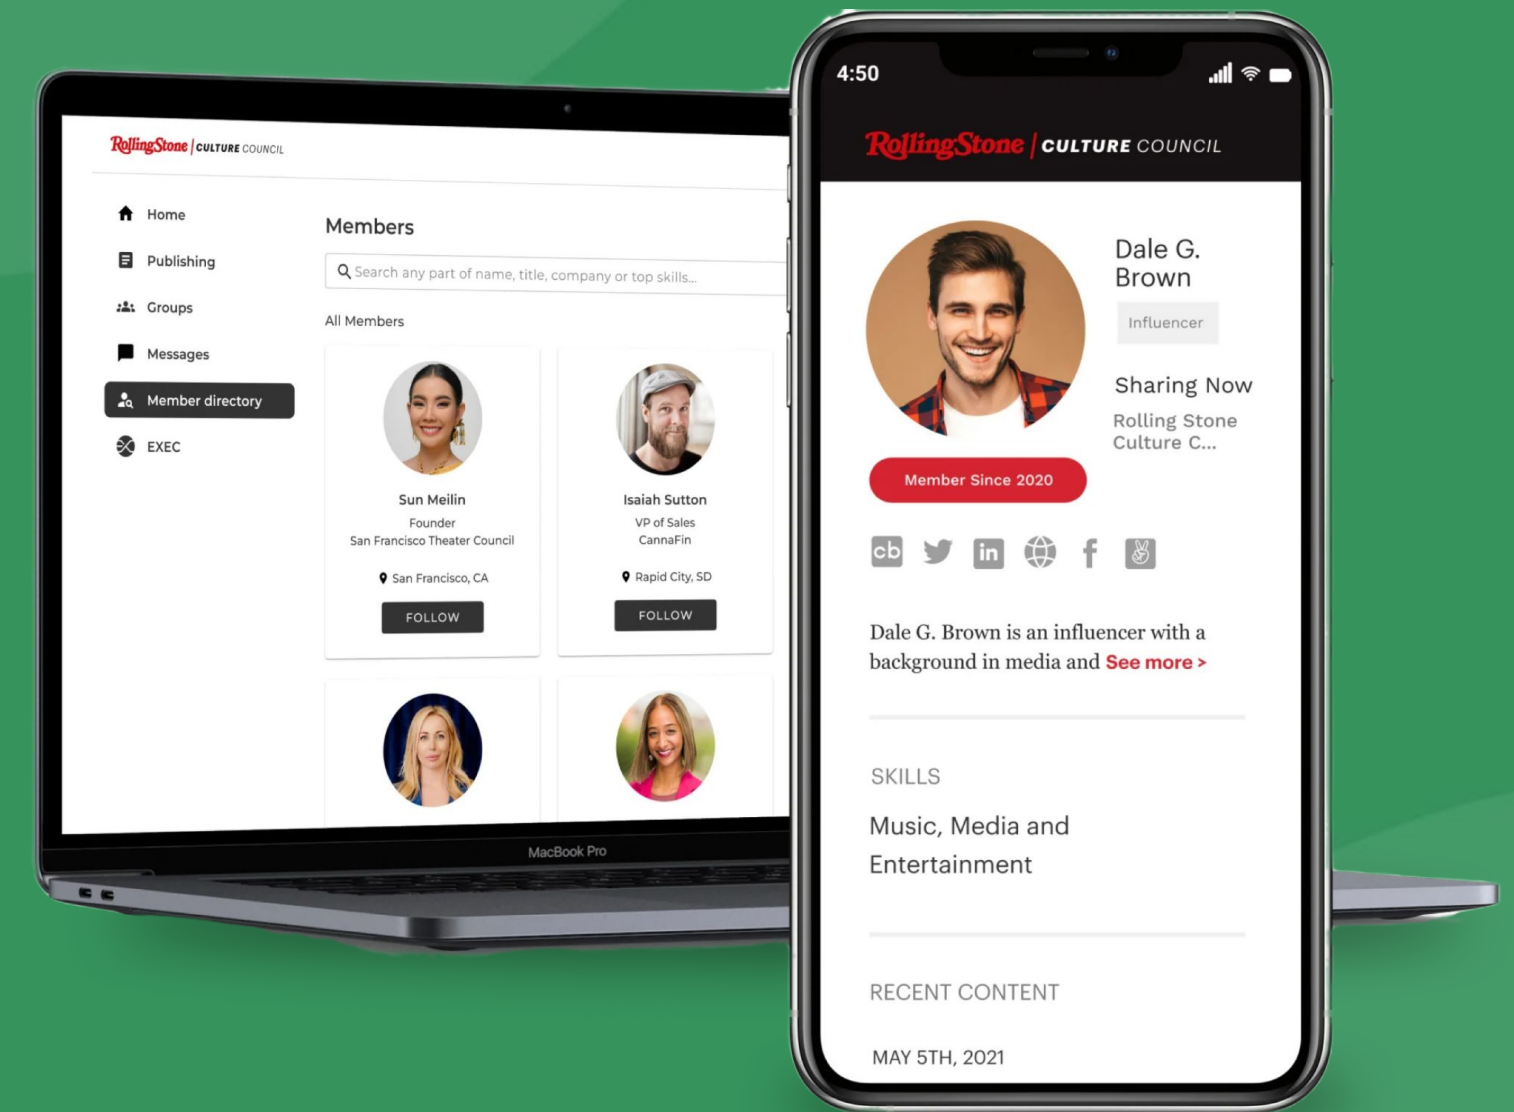 RollingStone | CULTURE COUNCIL
Home
Publishing
Groups
Messages
Member directory
EXEC
Members
Search any part of name, title, company or top skills...
All Members
Sun Meilin
Founder
San Francisco Theater Council
San Francisco, CA
FOLLOW
Isaiah Sutton
VP of Sales
CannaFin
Rapid City, SD
FOLLOW
MacBook Pro
4:50
RollingStone | CULTURE COUNCIL
Dale G.
Brown
Influencer
Sharing Now
Rolling Stone
Culture C...
Member Since 2020
cb
in
f
Dale G. Brown is an influencer with a
background in media and See more >
SKILLS
Music, Media and
Entertainment
RECENT CONTENT
MAY 5TH, 2021